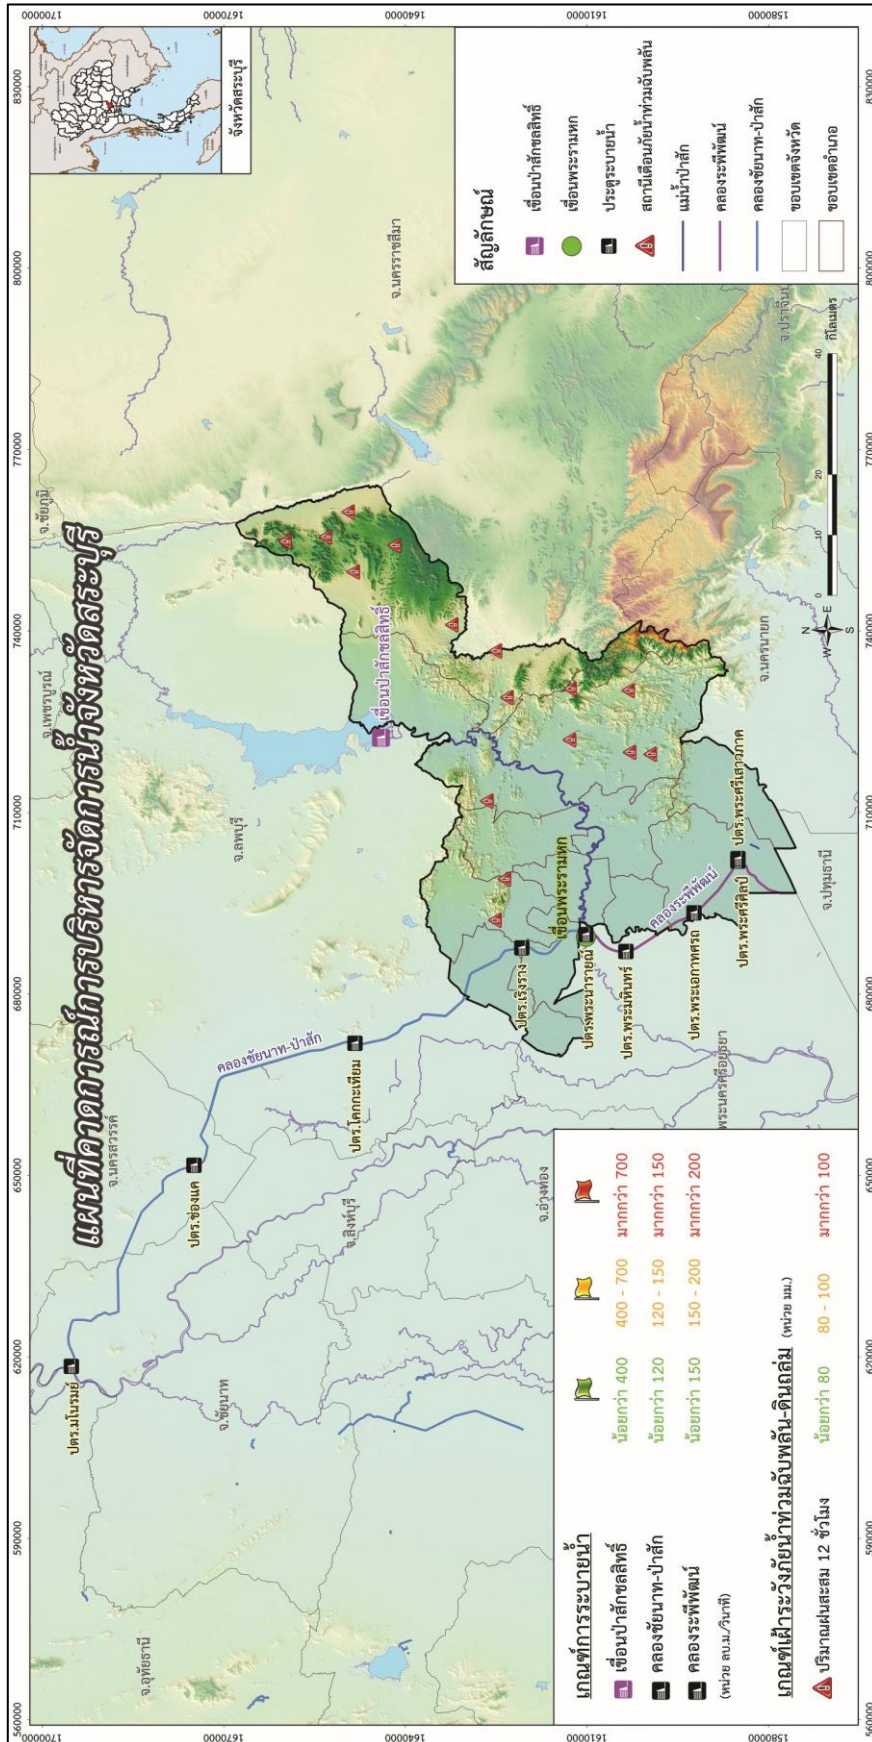 แผนที่คาดการณ์การบริหารจัดการน้ำจังหวัดสระบุรี
560000
590000
620000
650000
680000
710000
740000
770000
800000
830000
1700000
1670000
1640000
1610000
1580000
1700000
1670000
1640000
1610000
1580000
จังหวัดสระบุรี
จ.อุทัยธานี
จ.ชัยนาท
จ.นครสวรรค์
จ.สิงห์บุรี
จ.อ่างทอง
พระนครศรีอยุธยา
จ.ลพบุรี
จ.เพชรบูรณ์
จ.ชัยภูมิ
จ.นครราชสีมา
จ.นครนายก
จ.ปทุมธานี
จ.ปราจีนบุ
ปตร.มโนรมย์
ปตร.ช่องแค
คลองชัยนาท-ป่าสัก
ปตร.โคกกะเทียม
ปตร.เริงราง
เขื่อนป่าสักชลสิทธิ์
เขื่อนพระรามหก
ปตร.พระนารายณ์
ปตร.พระมหินทร์
คลองระพีพัฒน์
ปตร.พระเอกาทศรถ
ปตร.พระศรีศิลป์
ปตร.พระศรีเสาวภาค
สัญลักษณ์
เขื่อนป่าสักชลสิทธิ์
เขื่อนพระรามหก
ประตูระบายน้ำ
สถานีเตือนภัยน้ำท่วมฉับพลัน
แม่น้ำป่าสัก
คลองระพีพัฒน์
คลองชัยนาท-ป่าสัก
ขอบเขตจังหวัด
ขอบเขตอำเภอ
N
W E
S
0 10 20 40
กิโลเมตร
เกณฑ์การระบายน้ำ
เขื่อนป่าสักชลสิทธิ์ น้อยกว่า 400 400 - 700 มากกว่า 700
คลองชัยนาท-ป่าสัก น้อยกว่า 120 120 - 150 มากกว่า 150
คลองระพีพัฒน์ น้อยกว่า 150 150 - 200 มากกว่า 200
(หน่วย ลบ.ม./วินาที)
เกณฑ์เฝ้าระวังภัยน้ำท่วมฉับพลัน-ดินถล่ม (หน่วย มม.)
ปริมาณฝนสะสม 12 ชั่วโมง น้อยกว่า 80 80 - 100 มากกว่า 100